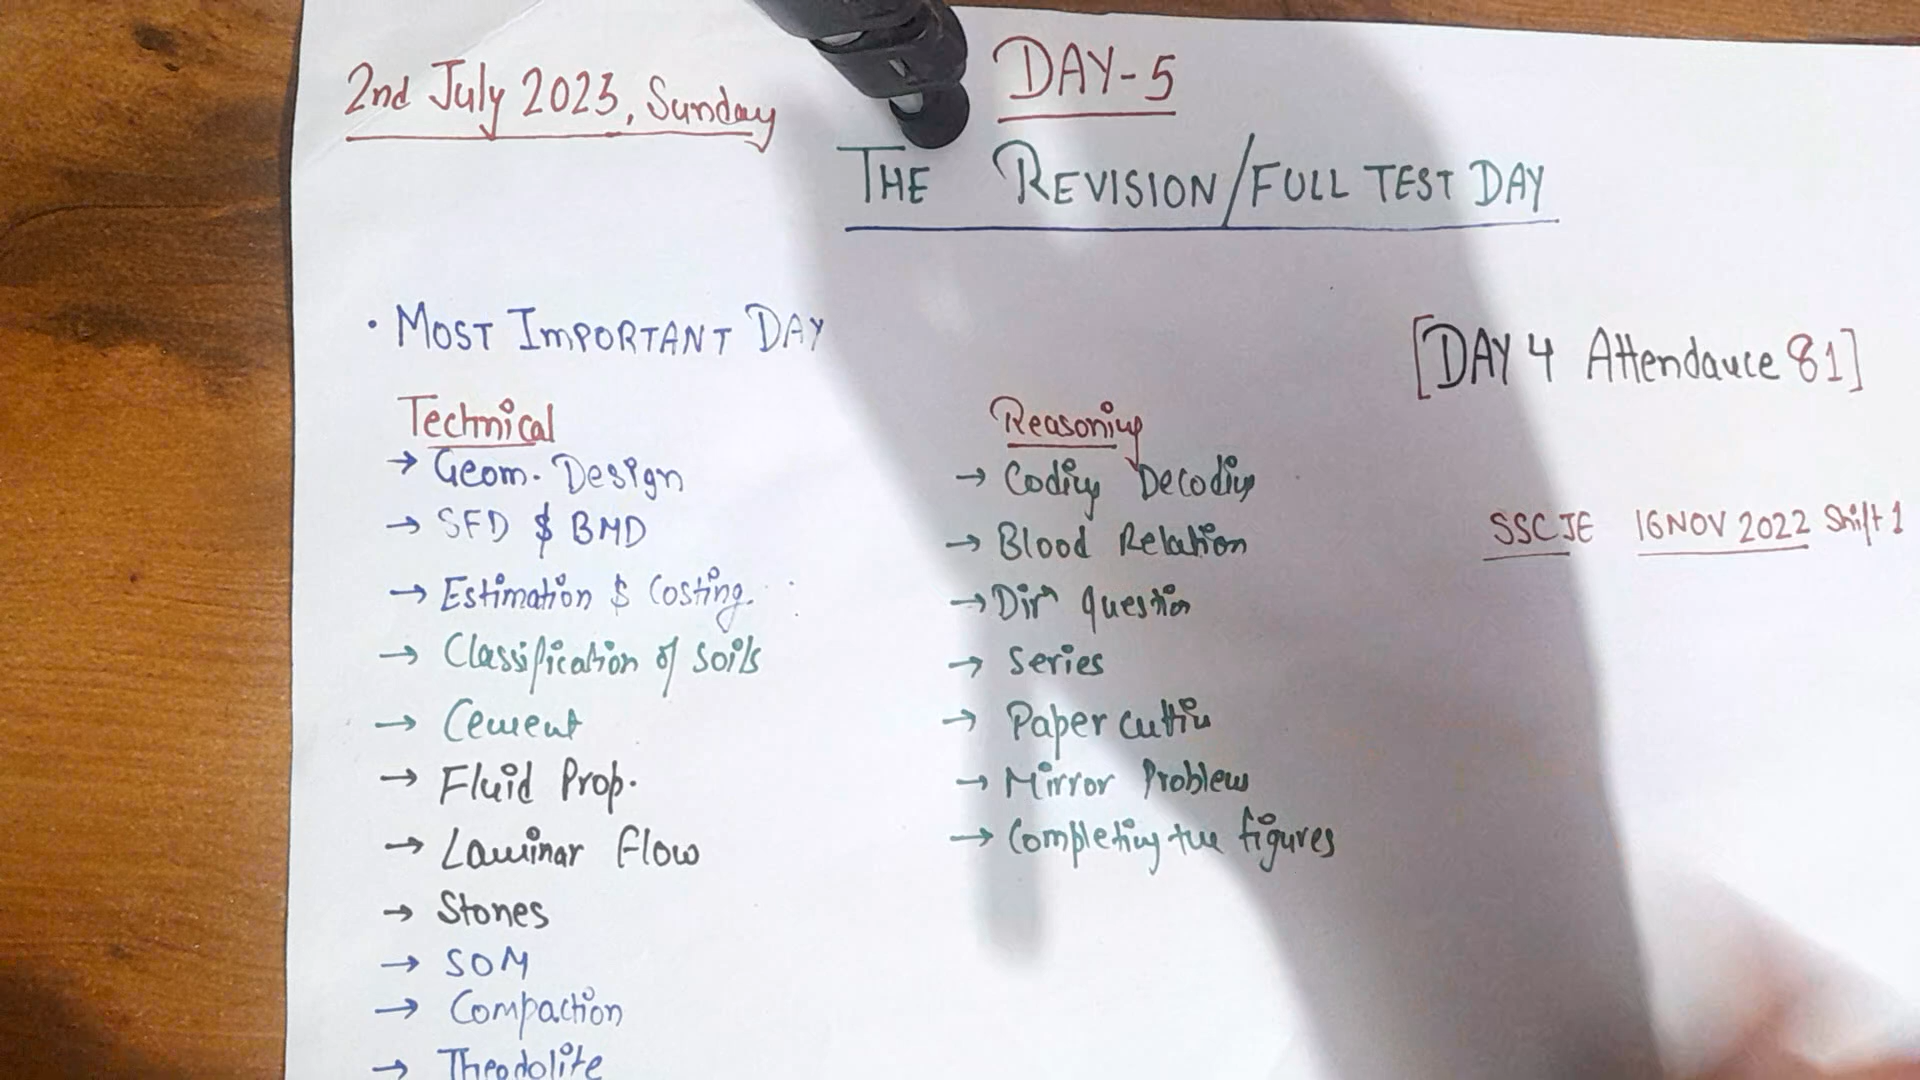 2nd July 2023, Sunday
DAY-5
THE REVISION/FULL TEST DAY
• MOST IMPORTANT DAY
[DAY 4 Attendance 81]
Technical
→ Geom. Design
→ SFD $ BMD
→ Estimation $ Costing.
→ Classification of soils
→ Cement
→ Fluid Prop.
→ Laminar flow
→ Stones
→ SOM
→ Compaction
→ Theodolite
Reasoning
→ Coding Decoding
→ Blood Relation
→ Dirn question
→ Series
→ Paper cuttin
→ Mirror Problem
→ Completing the figures
SSC JE 16 NOV 2022 Shift 1